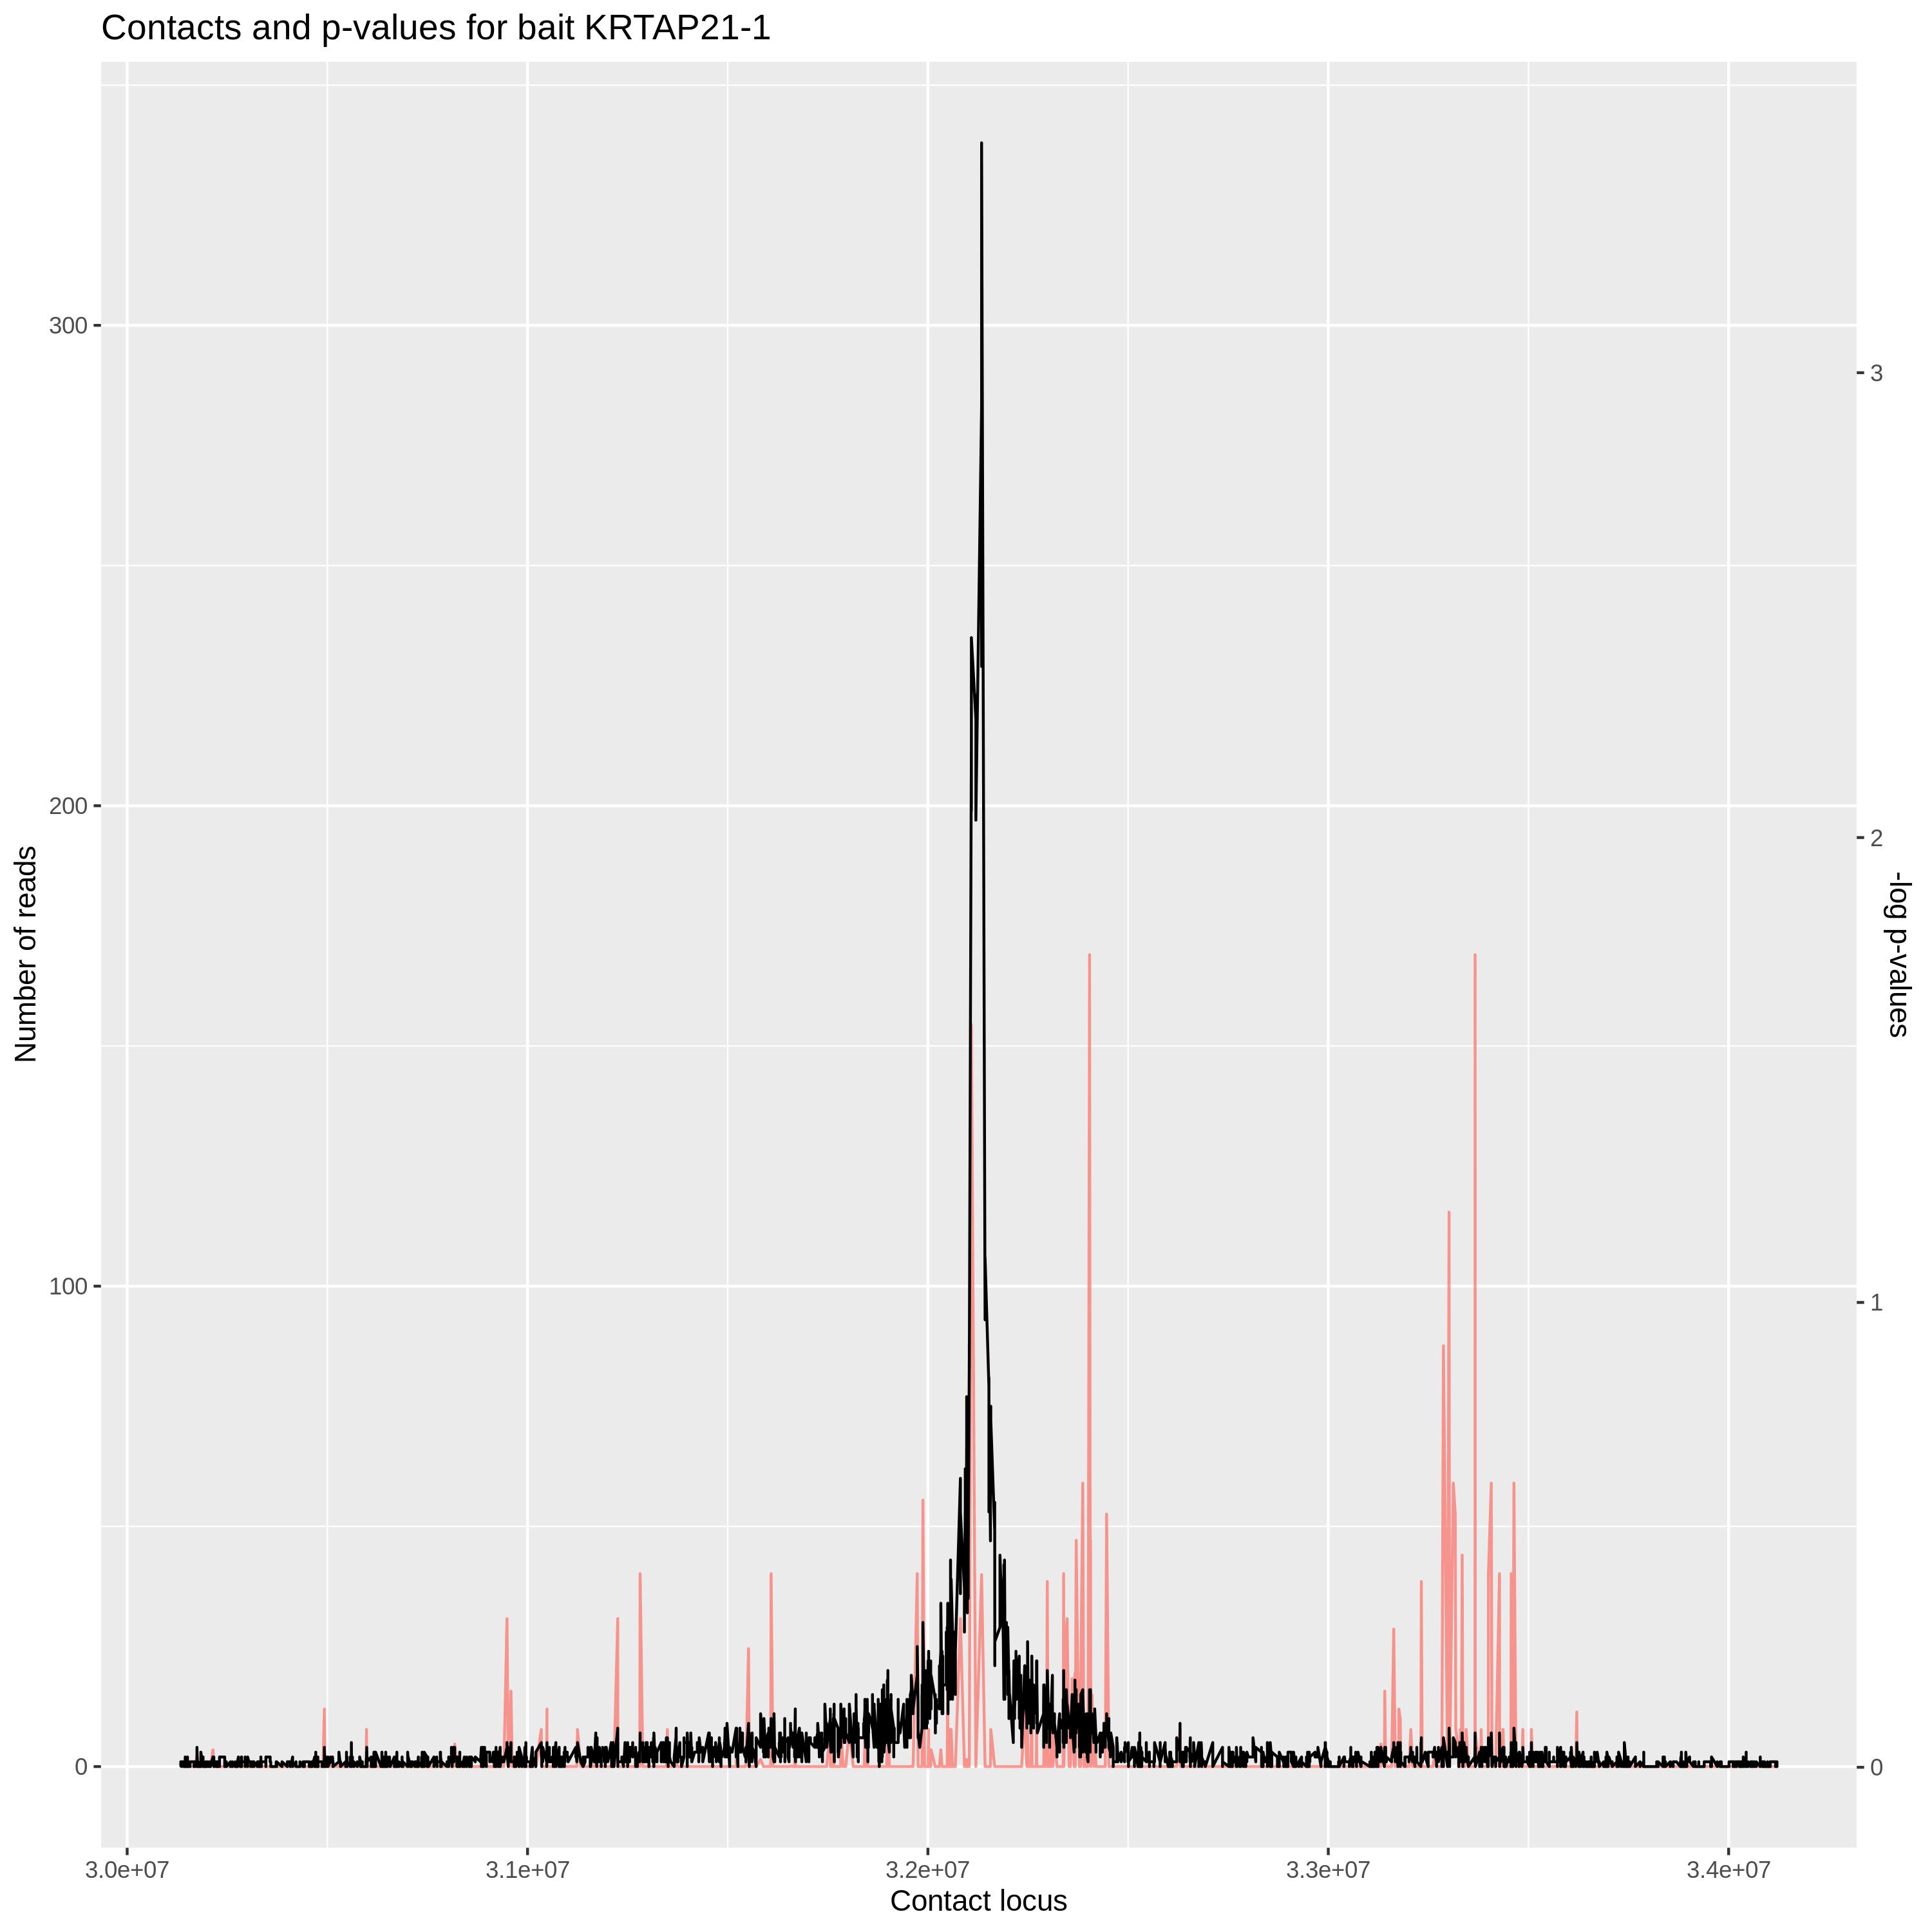 Contacts and p-values for bait KRTAP21-1
300
200
100
0
Number of reads
3
2
1
0
-log p-values
3.0e+07
3.1e+07
3.2e+07
3.3e+07
3.4e+07
Contact locus